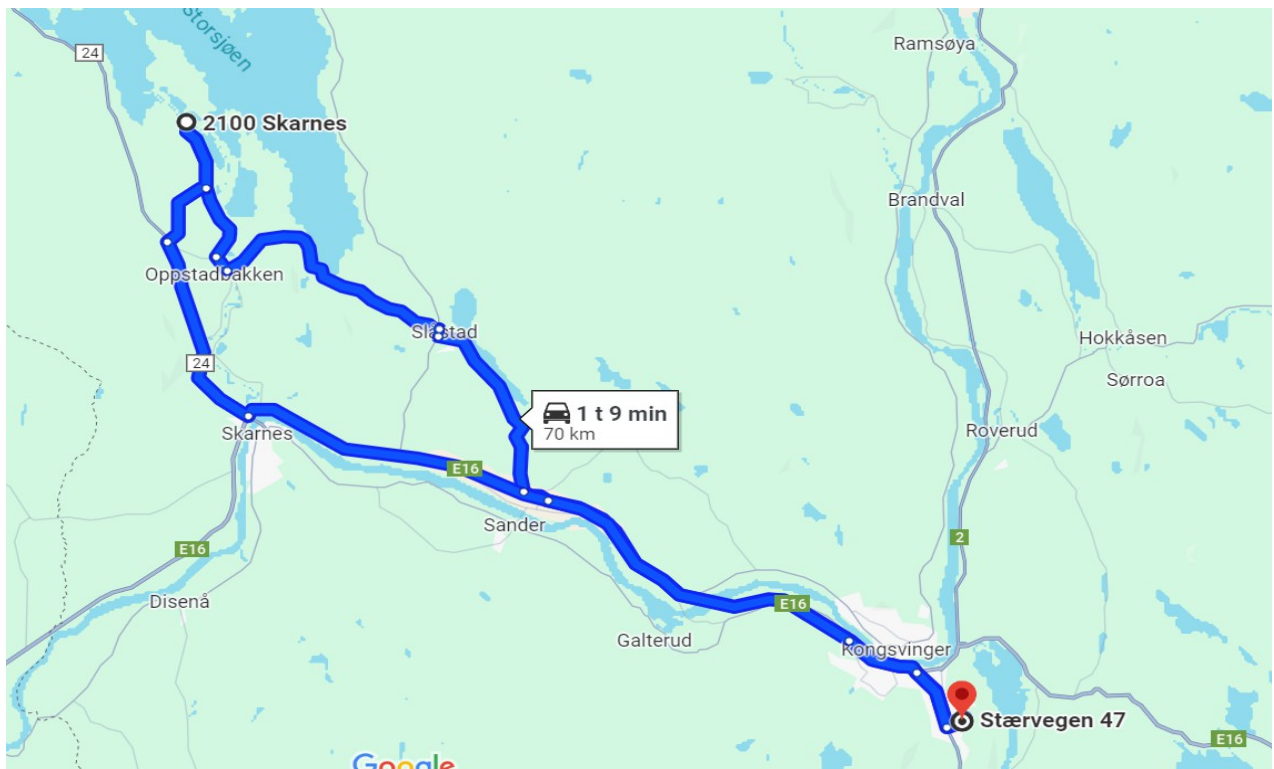 Storsjøen
24
Ramsøya
2100 Skarnes
Brandval
Oppstadbakken
Slåstad
Hokkåsen
24
Sørroa
1 t 9 min
70 km
Skarnes
Roverud
E16
Sander
2
E16
Disenå
E16
Galterud
Kongsvinger
Stærvegen 47
E16
Google